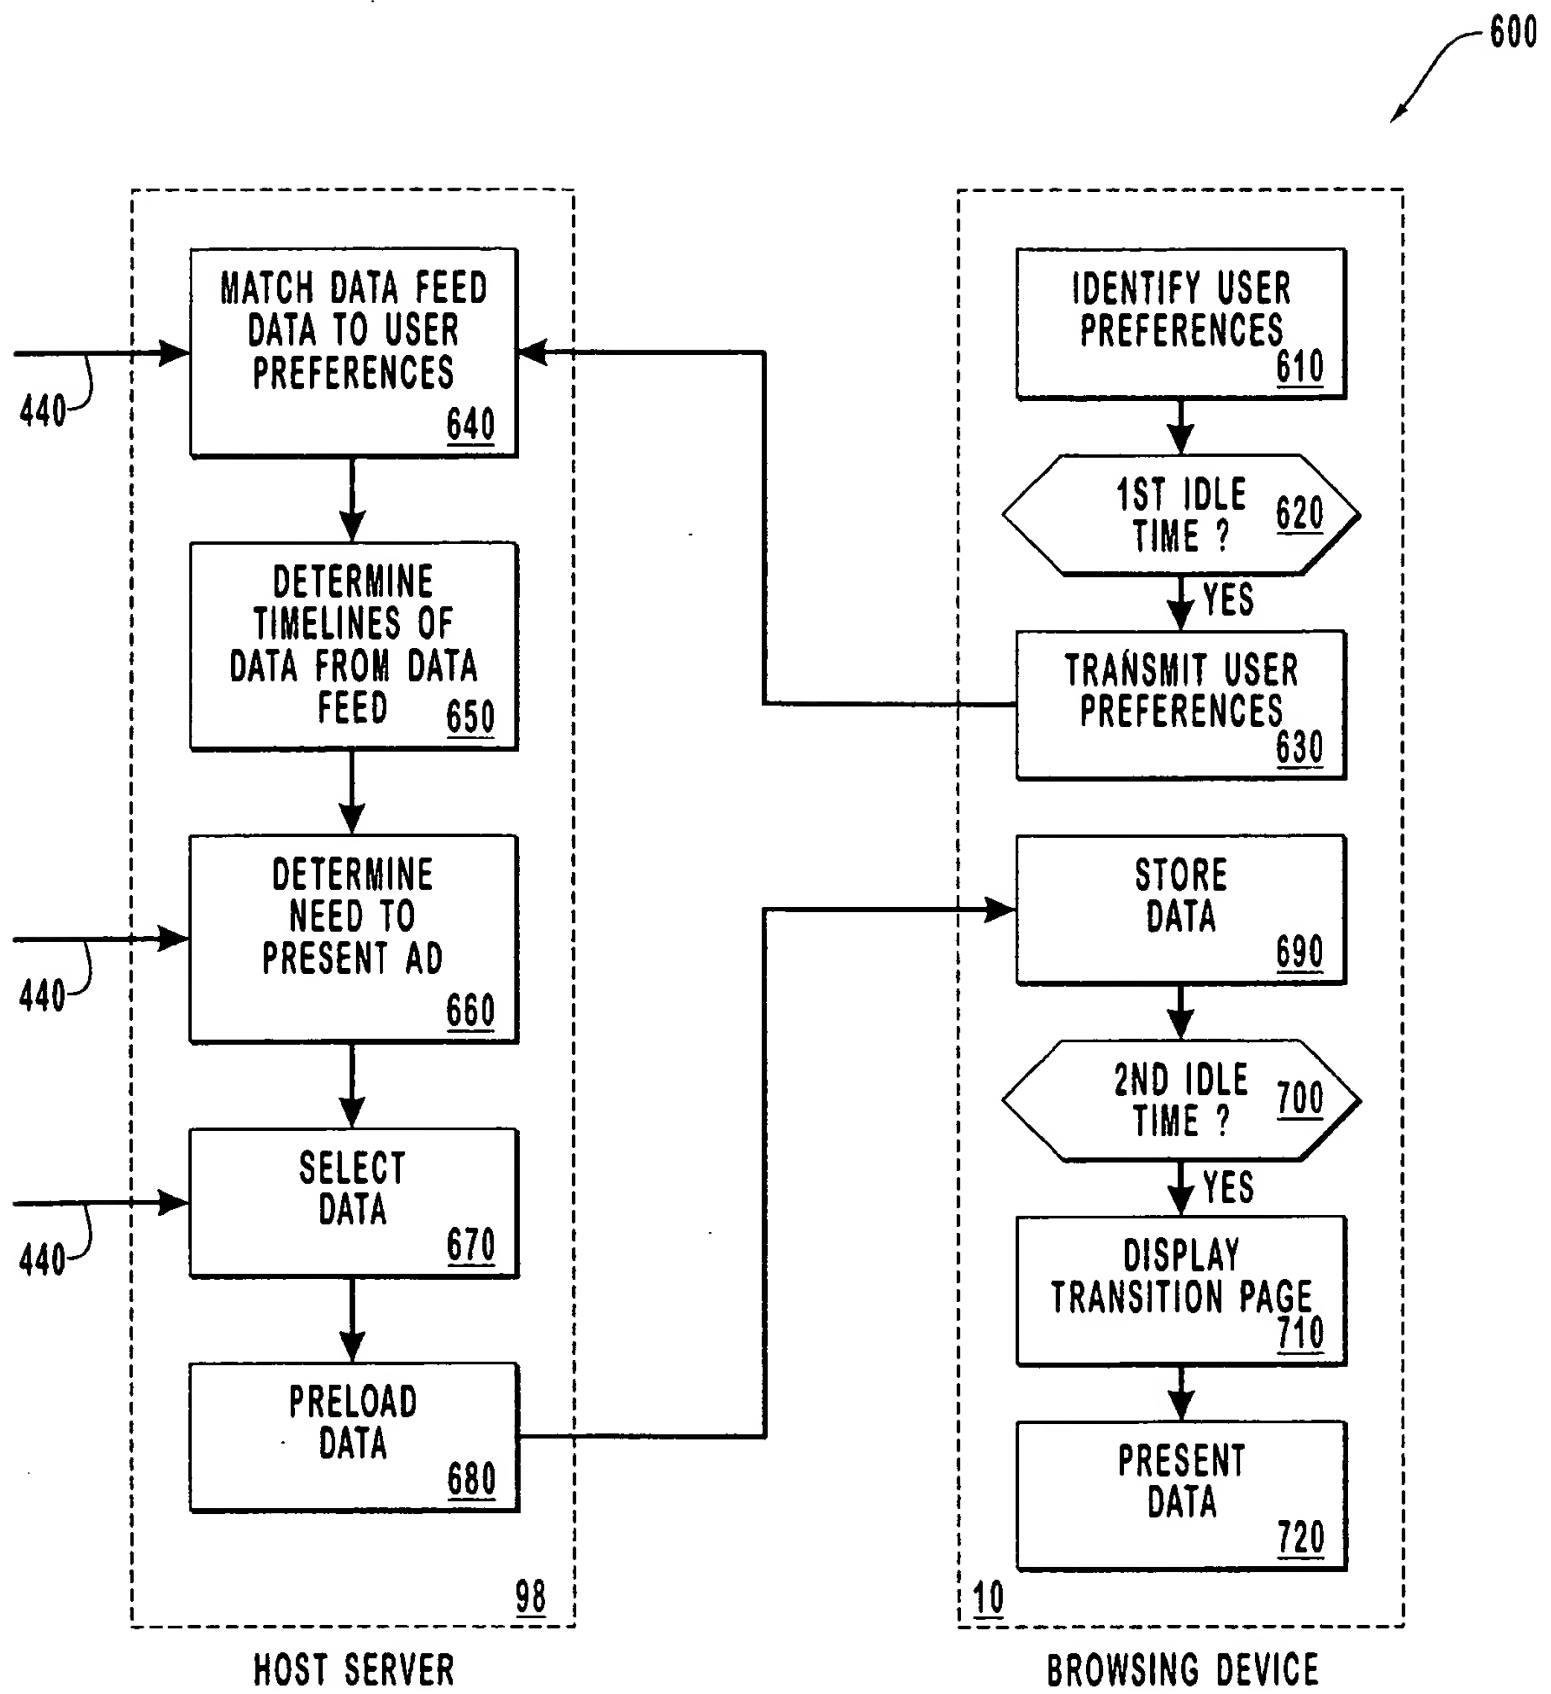 600
MATCH DATA FEED
DATA TO USER
PREFERENCES
640
440
DETERMINE
TIMELINES OF
DATA FROM DATA
FEED
650
DETERMINE
NEED TO
PRESENT AD
660
440
SELECT
DATA
670
440
PRELOAD
DATA
680
98
HOST SERVER
IDENTIFY USER
PREFERENCES
610
1ST IDLE
TIME ?
620
YES
TRANSMIT USER
PREFERENCES
630
STORE
DATA
690
2ND IDLE
TIME ?
700
YES
DISPLAY
TRANSITION PAGE
710
PRESENT
DATA
720
10
BROWSING DEVICE